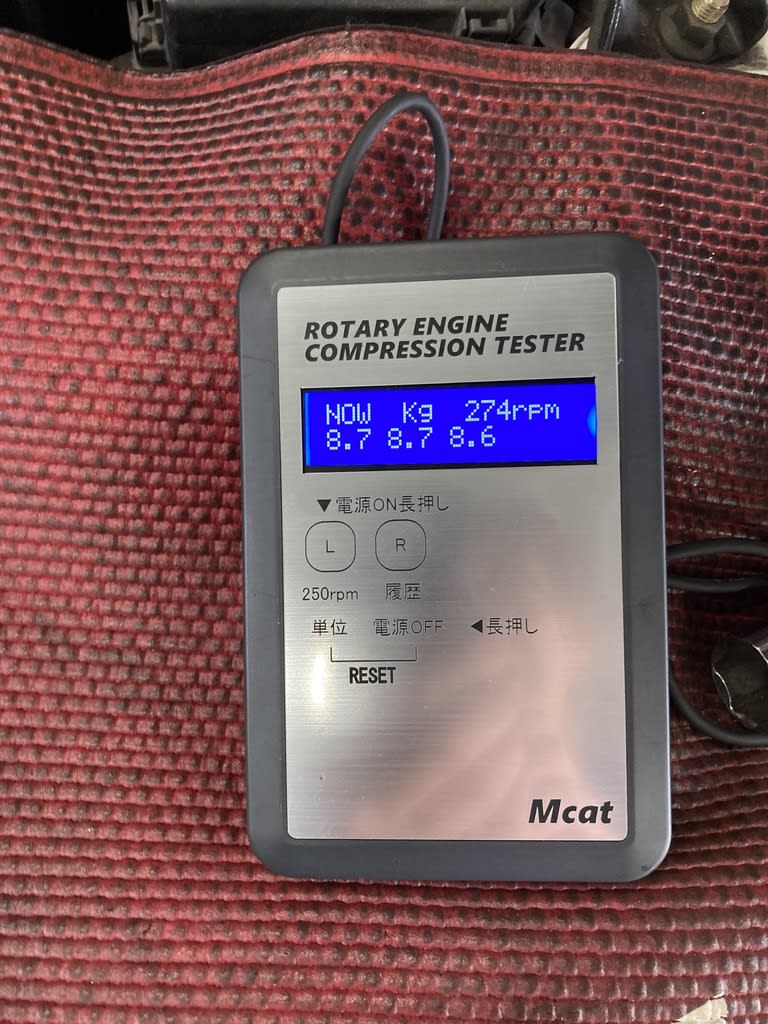 ROTARY ENGINE
COMPRESSION TESTER
NOW Kg 274rpm
8.7 8.7 8.6
▼電源ON長押し
L R
250rpm 履歴
単位 電源OFF ◀長押し
RESET
Mcat